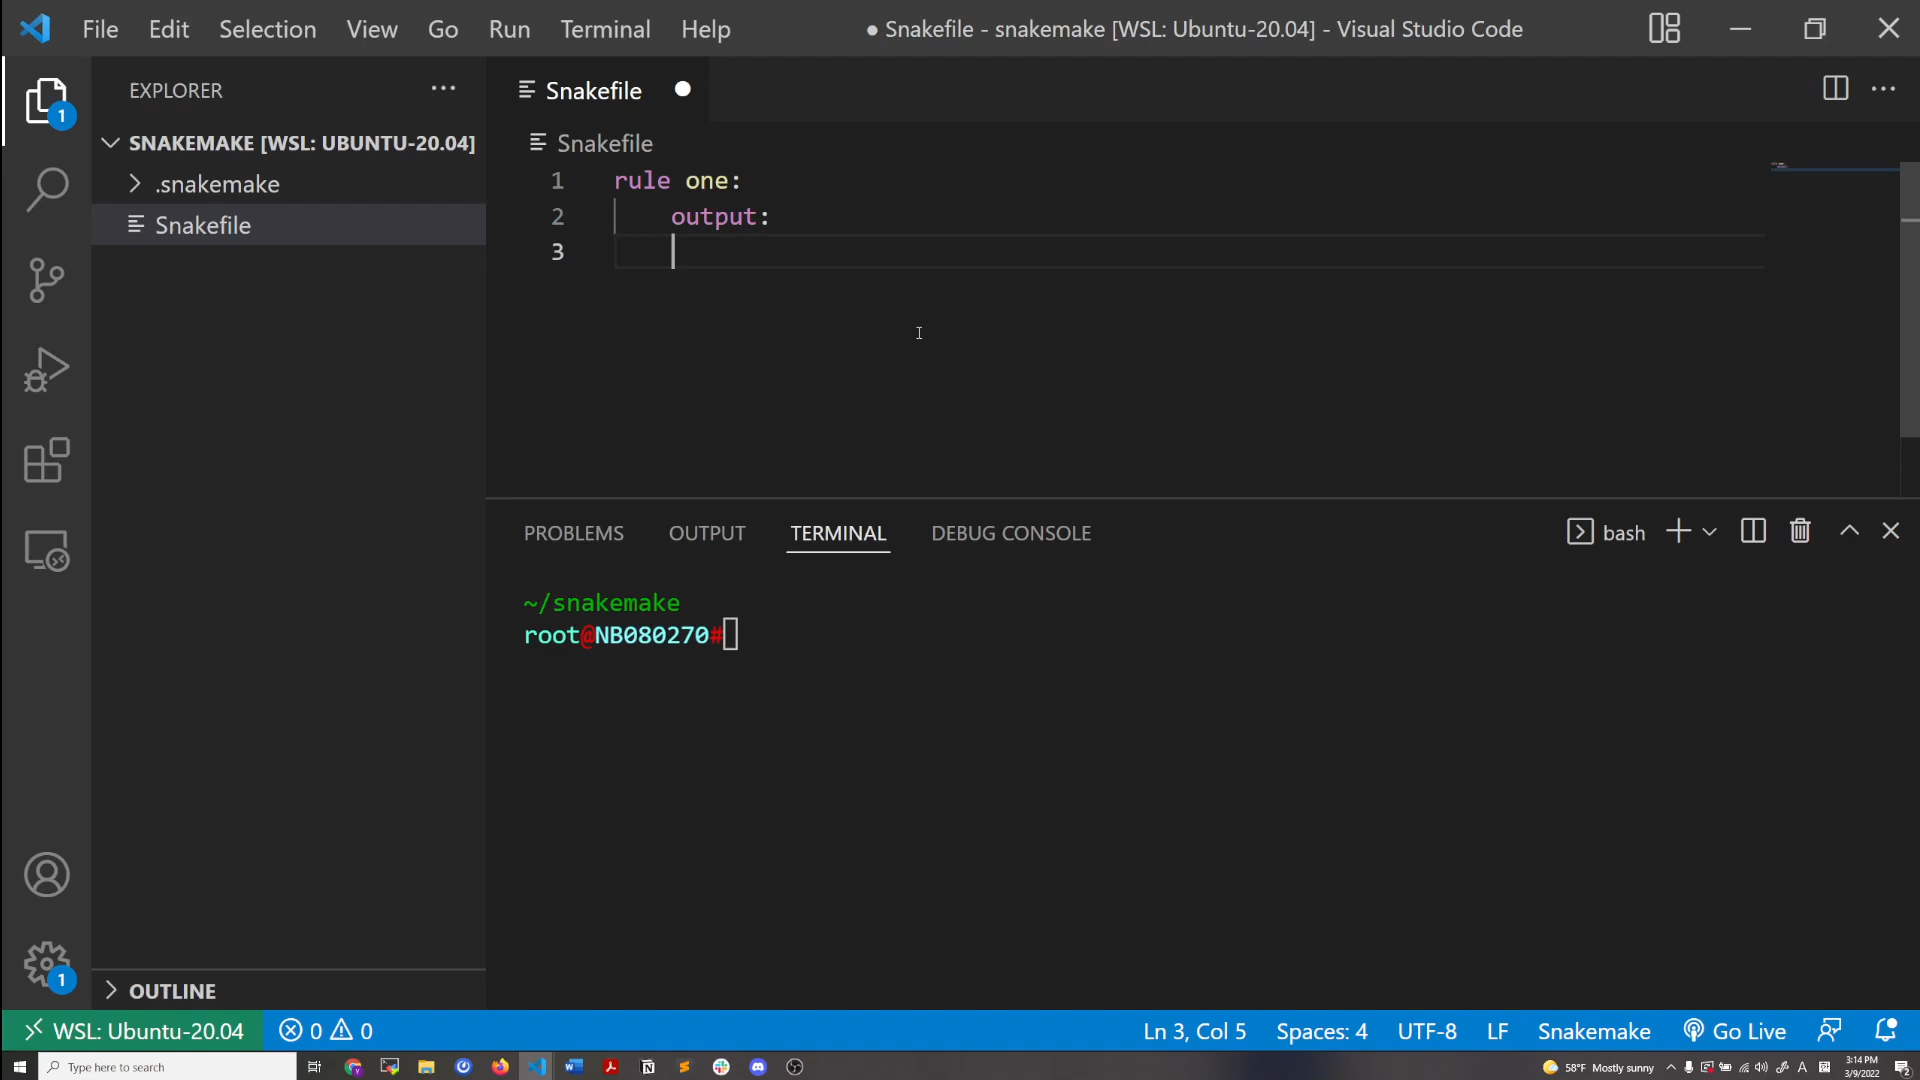 File Edit Selection View Go Run Terminal Help ● Snakefile - snakemake [WSL: Ubuntu-20.04] - Visual Studio Code
EXPLORER ···
Snakefile
1
SNAKEMAKE [WSL: UBUNTU-20.04]
.snakemake
Snakefile
Snakefile
1 rule one:
2 output:
3
PROBLEMS OUTPUT TERMINAL DEBUG CONSOLE bash
~/snakemake
root@NB080270#
1
OUTLINE
WSL: Ubuntu-20.04 0 0 Ln 3, Col 5 Spaces: 4 UTF-8 LF Snakemake Go Live
Type here to search 58°F Mostly sunny A 3:14 PM
3/9/2022 2